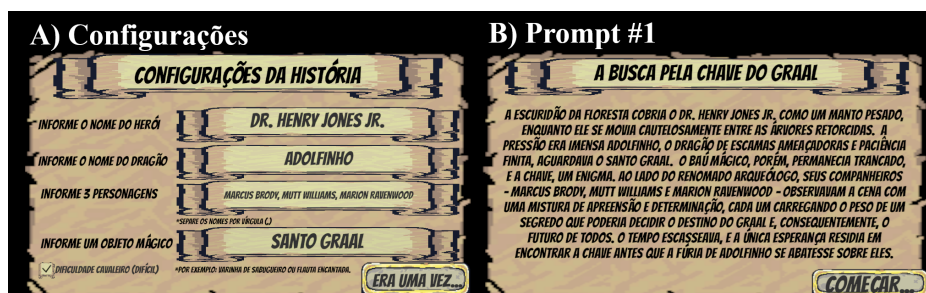 A) Configurações
CONFIGURAÇÕES DA HISTÓRIA
INFORME O NOME DO HERÓI
DR. HENRY JONES JR.
INFORME O NOME DO DRAGÃO
ADOLFINHO
INFORME 3 PERSONAGENS
MARCUS BRODY, MUTT WILLIAMS, MARION RAVENWOOD
*SEPARE OS NOMES POR VÍRGULA (,)
INFORME UM OBJETO MÁGICO
SANTO GRAAL
DIFICULDADE CAVALEIRO (DIFÍCIL)
*POR EXEMPLO: VARINHA DE SABUGUEIRO OU FLAUTA ENCANTADA.
ERA UMA VEZ...
B) Prompt #1
A BUSCA PELA CHAVE DO GRAAL
A ESCURIDÃO DA FLORESTA COBRIA O DR. HENRY JONES JR. COMO UM MANTO PESADO,
ENQUANTO ELE SE MOVIA CAUTELOSAMENTE ENTRE AS ÁRVORES RETORCIDAS. A
PRESSÃO ERA IMENSA ADOLFINHO, O DRAGÃO DE ESCAMAS AMEAÇADORAS E PACIÊNCIA
FINITA, AGUARDAVA O SANTO GRAAL. O BAÚ MÁGICO, PORÉM, PERMANECIA TRANCADO,
E A CHAVE, UM ENIGMA. AO LADO DO RENOMADO ARQUEÓLOGO, SEUS COMPANHEIROS
- MARCUS BRODY, MUTT WILLIAMS E MARION RAVENWOOD - OBSERVAVAM A CENA COM
UMA MISTURA DE APREENSÃO E DETERMINAÇÃO, CADA UM CARREGANDO O PESO DE UM
SEGREDO QUE PODERIA DECIDIR O DESTINO DO GRAAL E, CONSEQUENTEMENTE, O
FUTURO DE TODOS. O TEMPO ESCASSEAVA, E A ÚNICA ESPERANÇA RESIDIA EM
ENCONTRAR A CHAVE ANTES QUE A FÚRIA DE ADOLFINHO SE ABATESSE SOBRE ELES.
COMEÇAR...